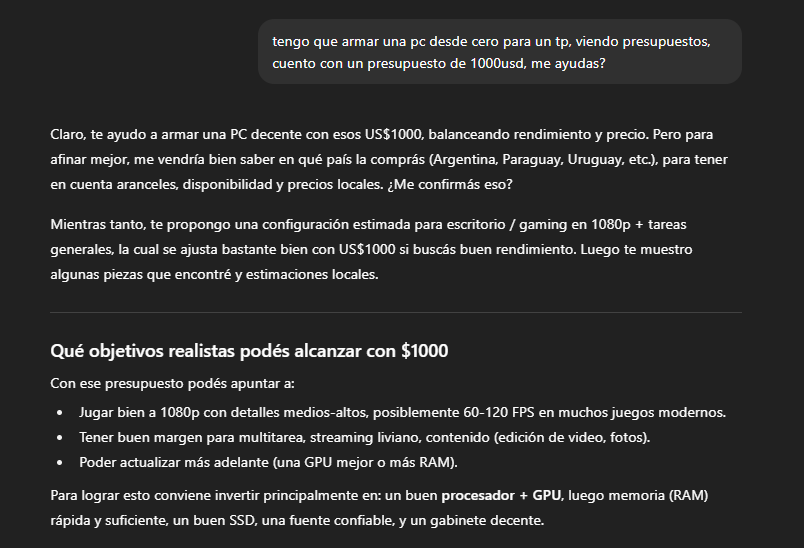 tengo que armar una pc desde cero para un tp, viendo presupuestos,
cuento con un presupuesto de 1000usd, me ayudas?
Claro, te ayudo a armar una PC decente con esos US$1000, balanceando rendimiento y precio. Pero para
afinar mejor, me vendría bien saber en qué país la comprás (Argentina, Paraguay, Uruguay, etc.), para tener
en cuenta aranceles, disponibilidad y precios locales. ¿Me confirmás eso?
Mientras tanto, te propongo una configuración estimada para escritorio / gaming en 1080p + tareas
generales, la cual se ajusta bastante bien con US$1000 si buscás buen rendimiento. Luego te muestro
algunas piezas que encontré y estimaciones locales.
Qué objetivos realistas podés alcanzar con $1000
Con ese presupuesto podés apuntar a:
• Jugar bien a 1080p con detalles medios-altos, posiblemente 60-120 FPS en muchos juegos modernos.
• Tener buen margen para multitarea, streaming liviano, contenido (edición de video, fotos).
• Poder actualizar más adelante (una GPU mejor o más RAM).
Para lograr esto conviene invertir principalmente en: un buen procesador + GPU, luego memoria (RAM)
rápida y suficiente, un buen SSD, una fuente confiable, y un gabinete decente.